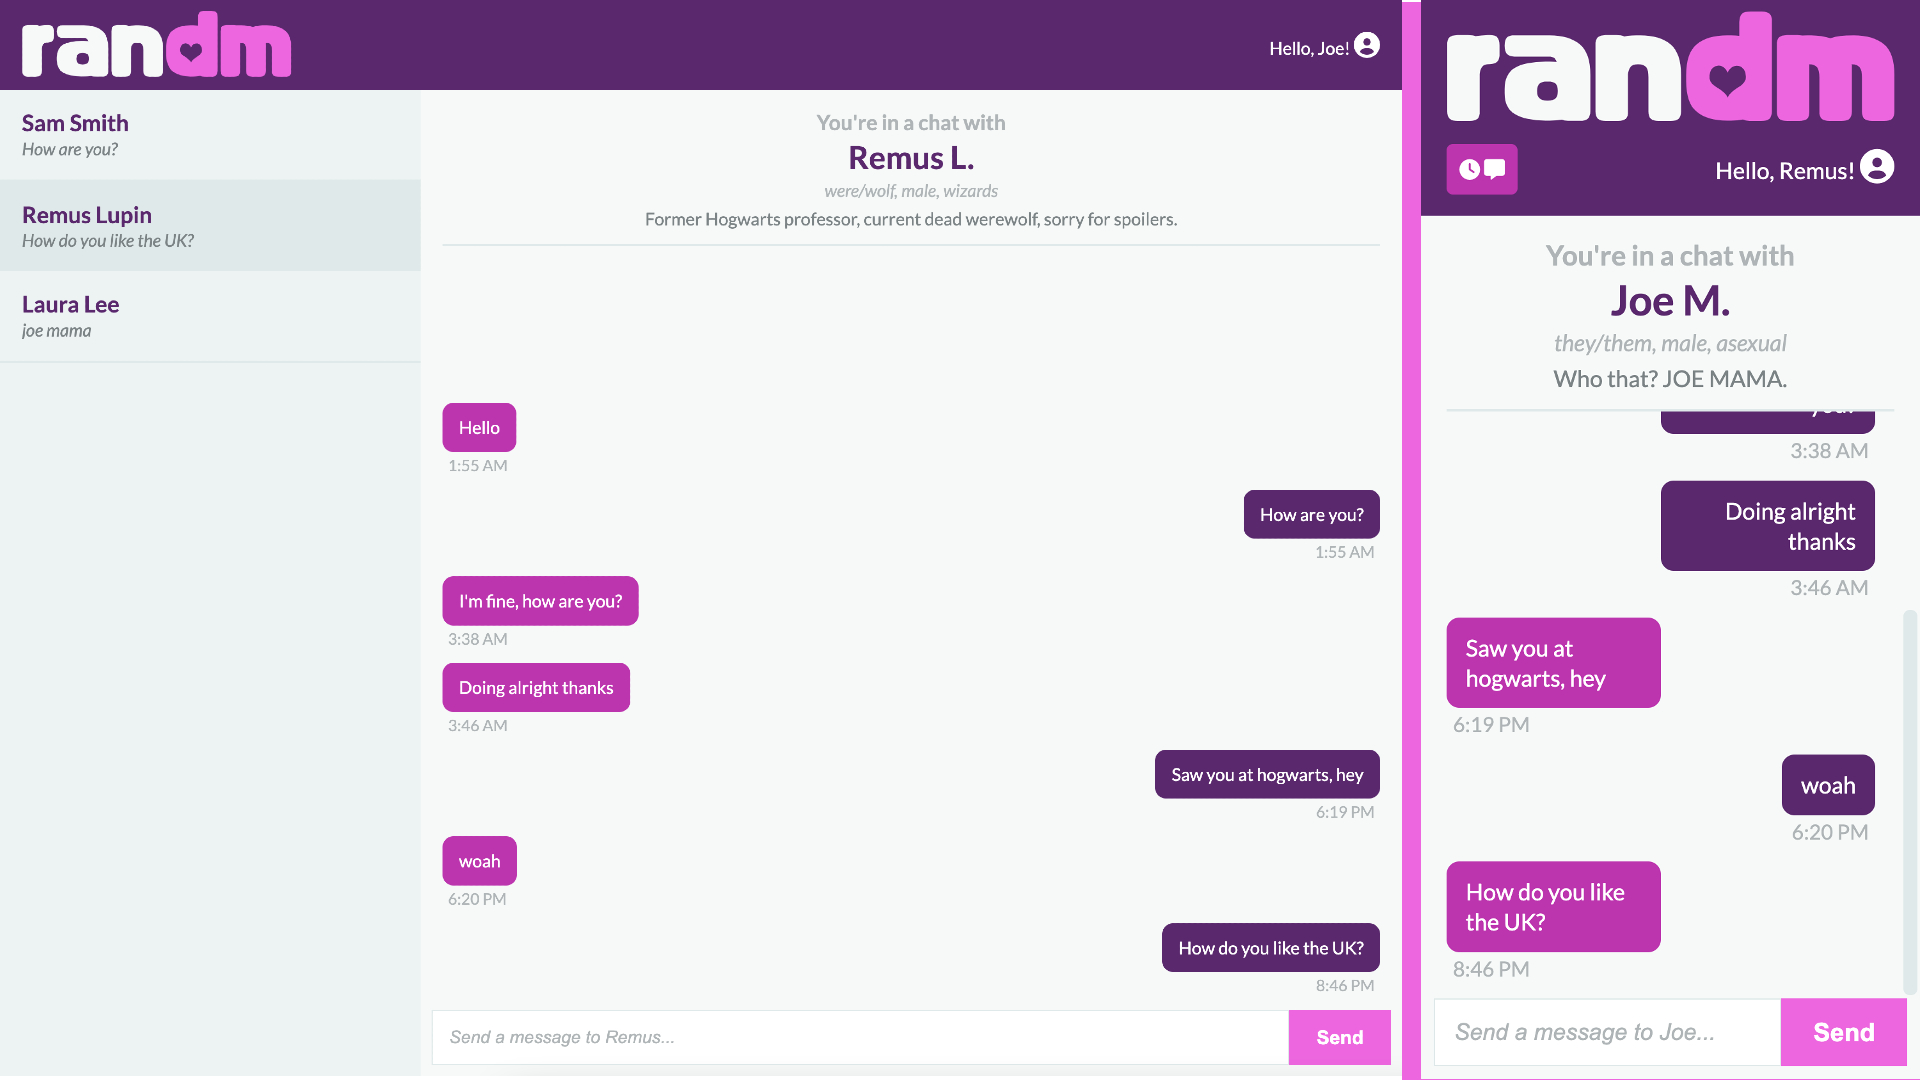 randm
Hello, Joe!
Sam Smith
How are you?
Remus Lupin
How do you like the UK?
Laura Lee
joe mama
You're in a chat with
Remus L.
were/wolf, male, wizards
Former Hogwarts professor, current dead werewolf, sorry for spoilers.
Hello
1:55 AM
How are you?
1:55 AM
I'm fine, how are you?
3:38 AM
Doing alright thanks
3:46 AM
Saw you at hogwarts, hey
6:19 PM
woah
6:20 PM
How do you like the UK?
8:46 PM
Send a message to Remus...
Send
randm
Hello, Remus!
You're in a chat with
Joe M.
they/them, male, asexual
Who that? JOE MAMA.
3:38 AM
Doing alright
thanks
3:46 AM
Saw you at
hogwarts, hey
6:19 PM
woah
6:20 PM
How do you like
the UK?
8:46 PM
Send a message to Joe...
Send